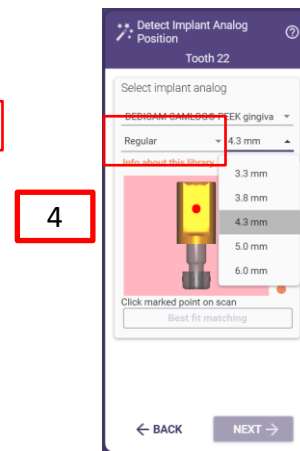 Detect Implant Analog
Position
Tooth 22
Select implant analog
DEDICAM CAMLOG® PEEK gingiva
Regular
4.3 mm
Info about this library
3.3 mm
3.8 mm
4.3 mm
5.0 mm
6.0 mm
4
Click marked point on scan
Best fit matching
BACK
NEXT